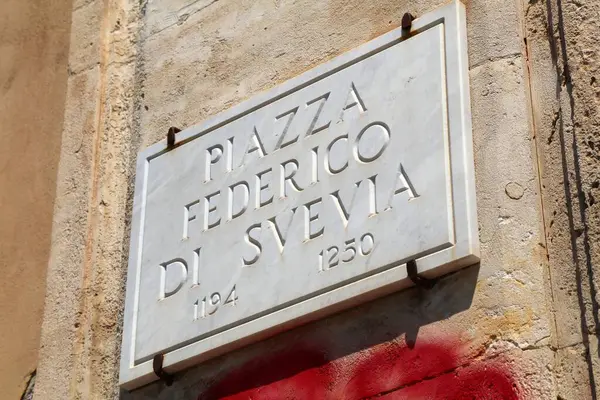 PIAZZA
FEDERICO
DI SVEVIA
1194 1250